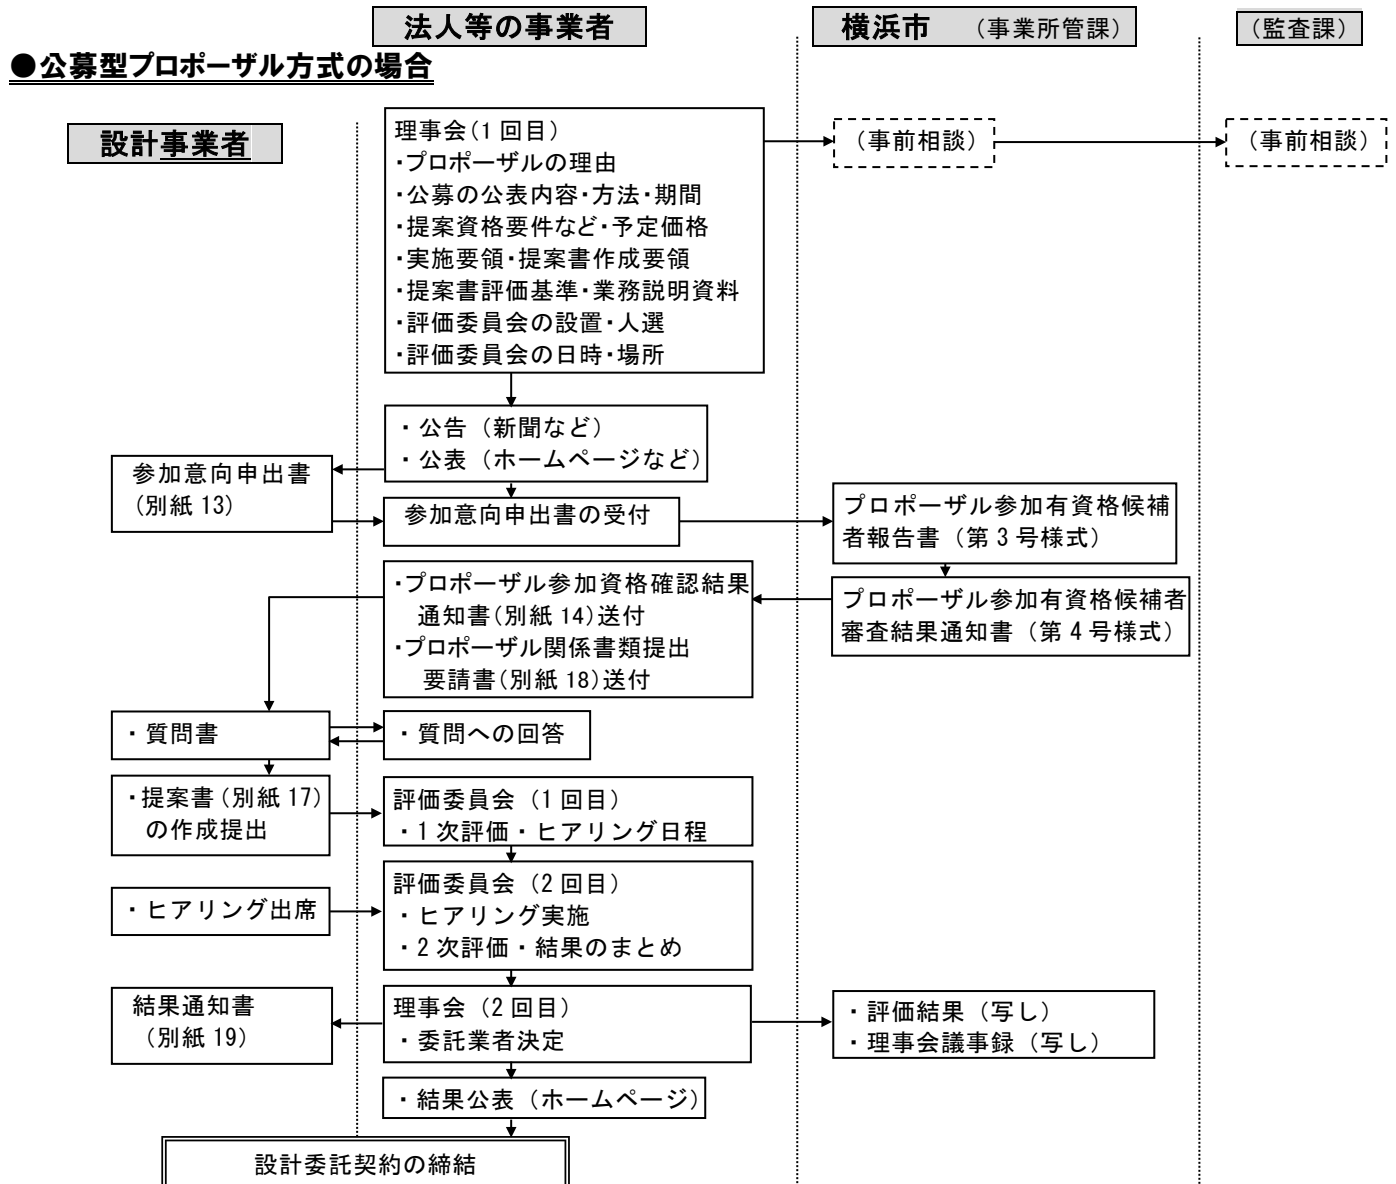 法人等の事業者
横浜市 (事業所管課)
(監査課)
●公募型プロポーザル方式の場合
設計事業者
理事会(1回目)
・プロポーザルの理由
・公募の公表内容・方法・期間
・提案資格要件など・予定価格
・実施要領・提案書作成要領
・提案書評価基準・業務説明資料
・評価委員会の設置・人選
・評価委員会の日時・場所
(事前相談)
(事前相談)
・公告(新聞など)
・公表(ホームページなど)
参加意向申出書
(別紙13)
参加意向申出書の受付
プロポーザル参加有資格候補
者報告書(第3号様式)
・プロポーザル参加資格確認結果
通知書(別紙14)送付
・プロポーザル関係書類提出
要請書(別紙18)送付
プロポーザル参加有資格候補者
審査結果通知書(第4号様式)
・質問書
・質問への回答
・提案書(別紙17)
の作成提出
評価委員会(1回目)
・1次評価・ヒアリング日程
・ヒアリング出席
評価委員会(2回目)
・ヒアリング実施
・2次評価・結果のまとめ
結果通知書
(別紙19)
理事会(2回目)
・委託業者決定
・評価結果(写し)
・理事会議事録(写し)
・結果公表(ホームページ)
設計委託契約の締結